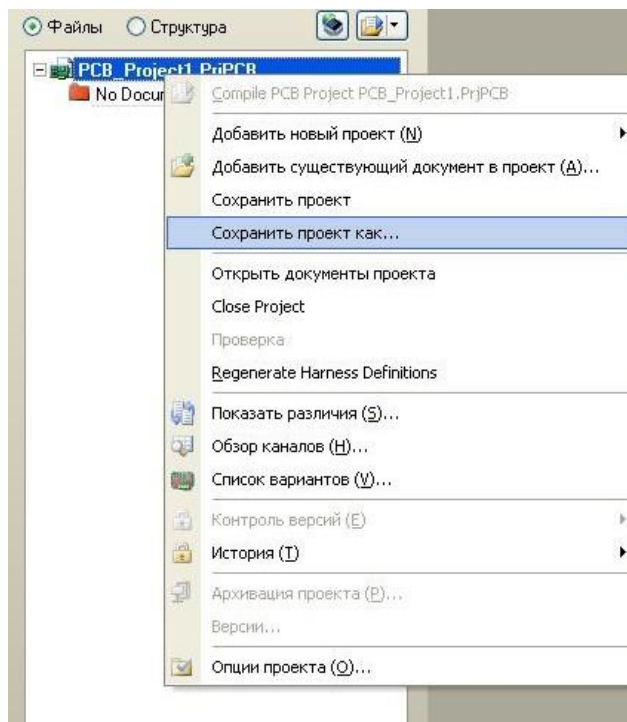 Файлы Структура
PCB_Project1.PrjPCB
No Docum
Compile PCB Project PCB_Project1.PrjPCB
Добавить новый проект (N)
Добавить существующий документ в проект (A)...
Сохранить проект
Сохранить проект как...
Открыть документы проекта
Close Project
Проверка
Regenerate Harness Definitions
Показать различия (S)...
Обзор каналов (H)...
Список вариантов (V)...
Контроль версий (E)
История (T)
Архивация проекта (P)...
Версии...
Опции проекта (O)...